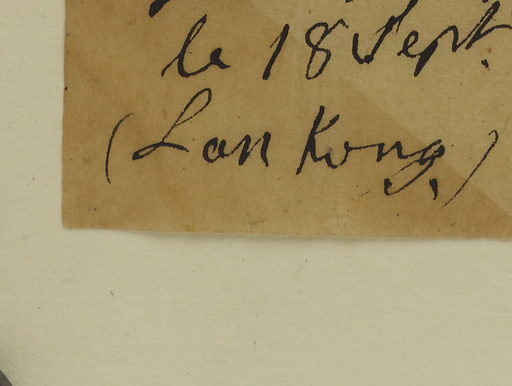 le 18 Sept.
(Lan Kong)